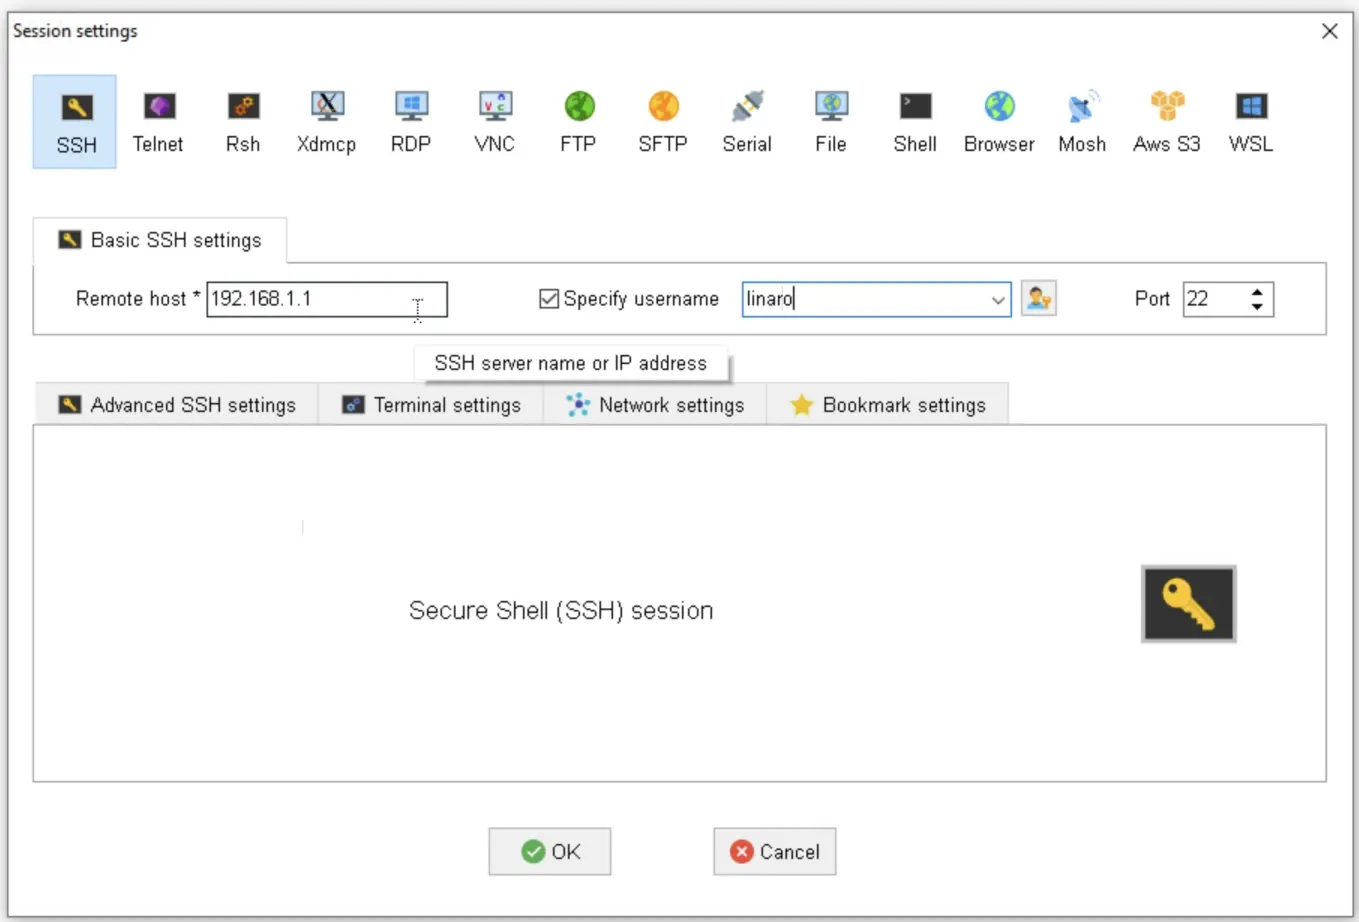 Session settings
SSH Telnet Rsh Xdmcp RDP VNC FTP SFTP Serial File Shell Browser Mosh Aws S3 WSL
Basic SSH settings
Remote host * 192.168.1.1 Specify username linaro Port 22
SSH server name or IP address
Advanced SSH settings Terminal settings Network settings Bookmark settings
Secure Shell (SSH) session
OK Cancel